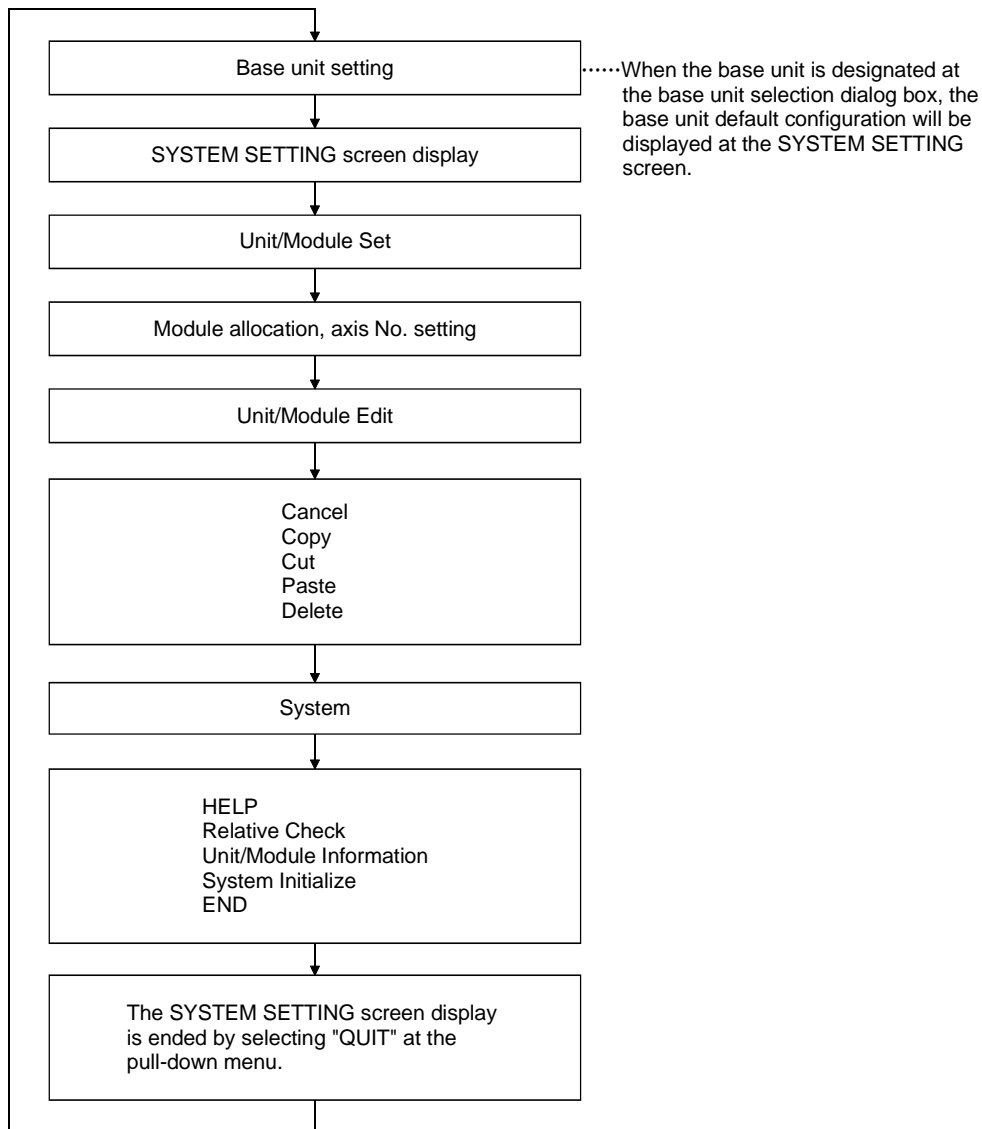 Base unit setting
······When the base unit is designated at
the base unit selection dialog box, the
base unit default configuration will be
displayed at the SYSTEM SETTING
screen.
SYSTEM SETTING screen display
Unit/Module Set
Module allocation, axis No. setting
Unit/Module Edit
Cancel
Copy
Cut
Paste
Delete
System
HELP
Relative Check
Unit/Module Information
System Initialize
END
The SYSTEM SETTING screen display
is ended by selecting "QUIT" at the
pull-down menu.